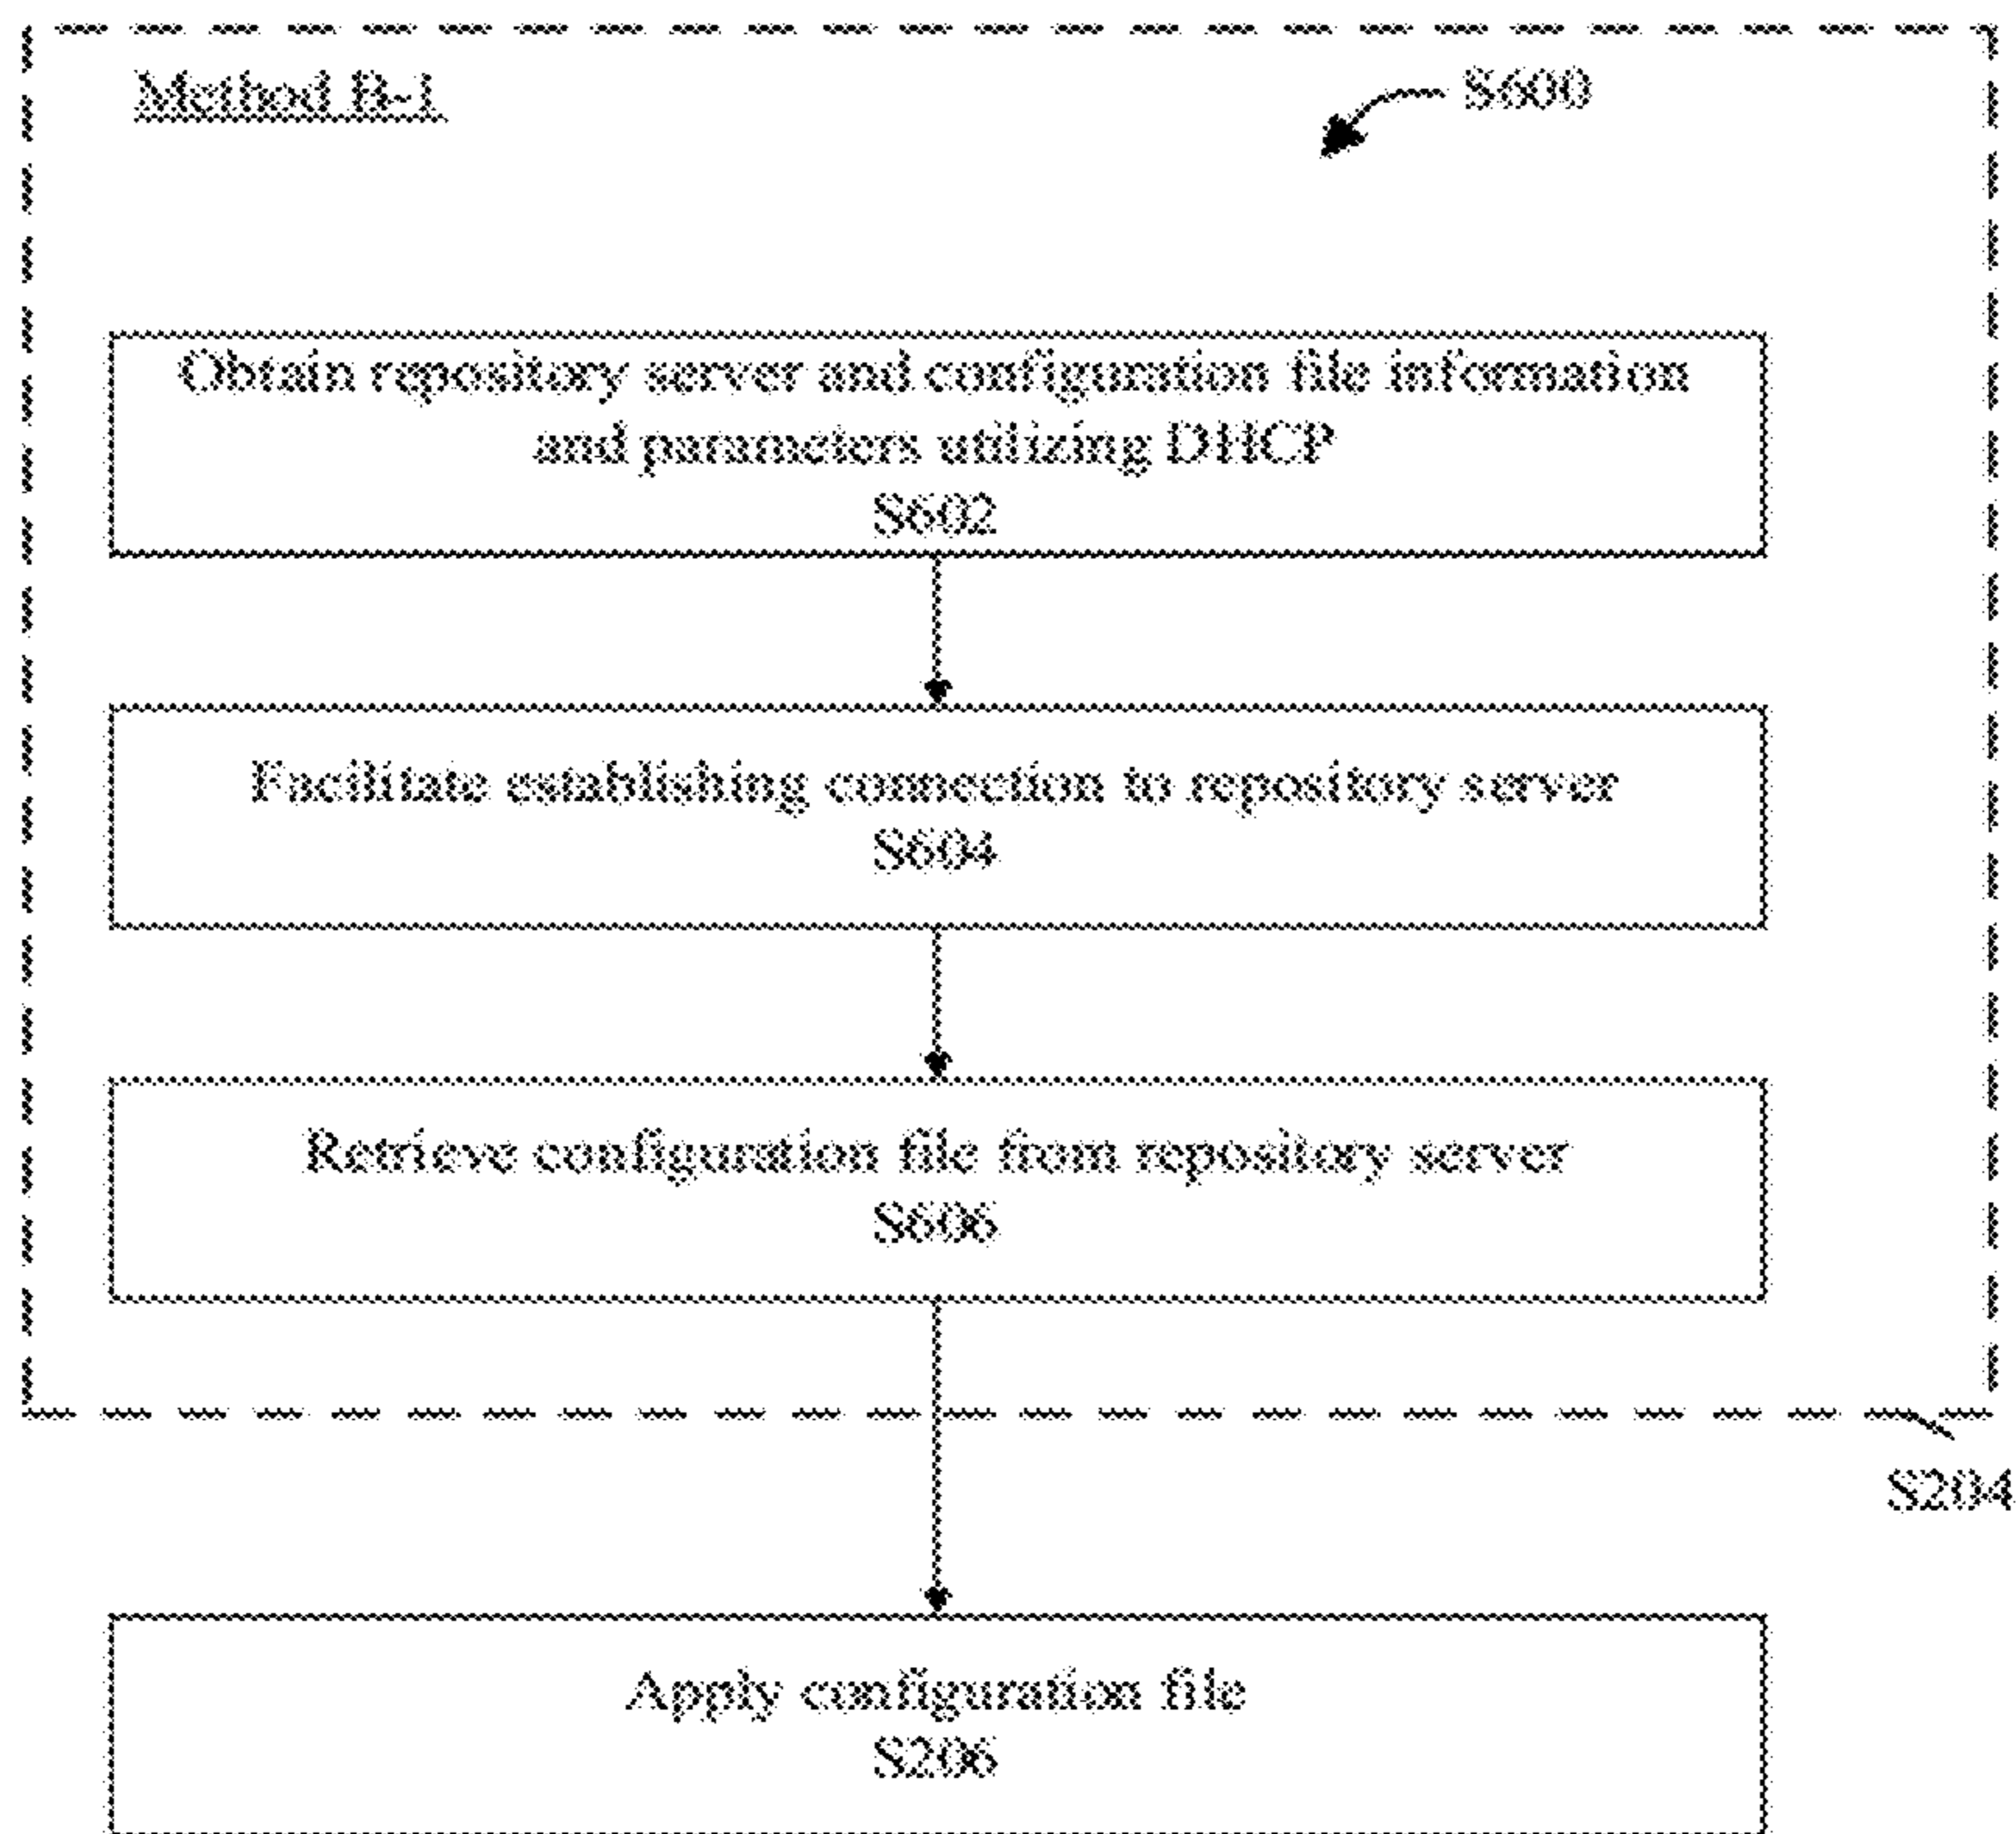 Method B-1
S600
Obtain repository server and configuration file information
and parameters utilizing DHCP
S602
Facilitate establishing connection to repository server
S604
Retrieve configuration file from repository server
S606
S204
Apply configuration file
S206